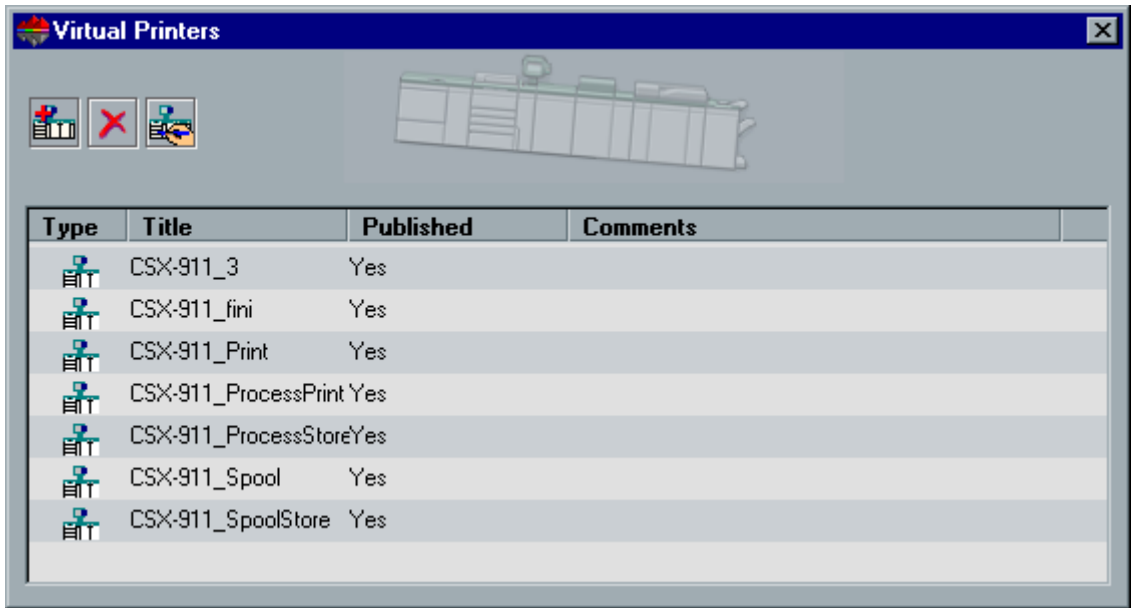 Virtual Printers
Type Title Published Comments
CSX-911_3 Yes
CSX-911_fini Yes
CSX-911_Print Yes
CSX-911_ProcessPrint Yes
CSX-911_ProcessStore Yes
CSX-911_Spool Yes
CSX-911_SpoolStore Yes